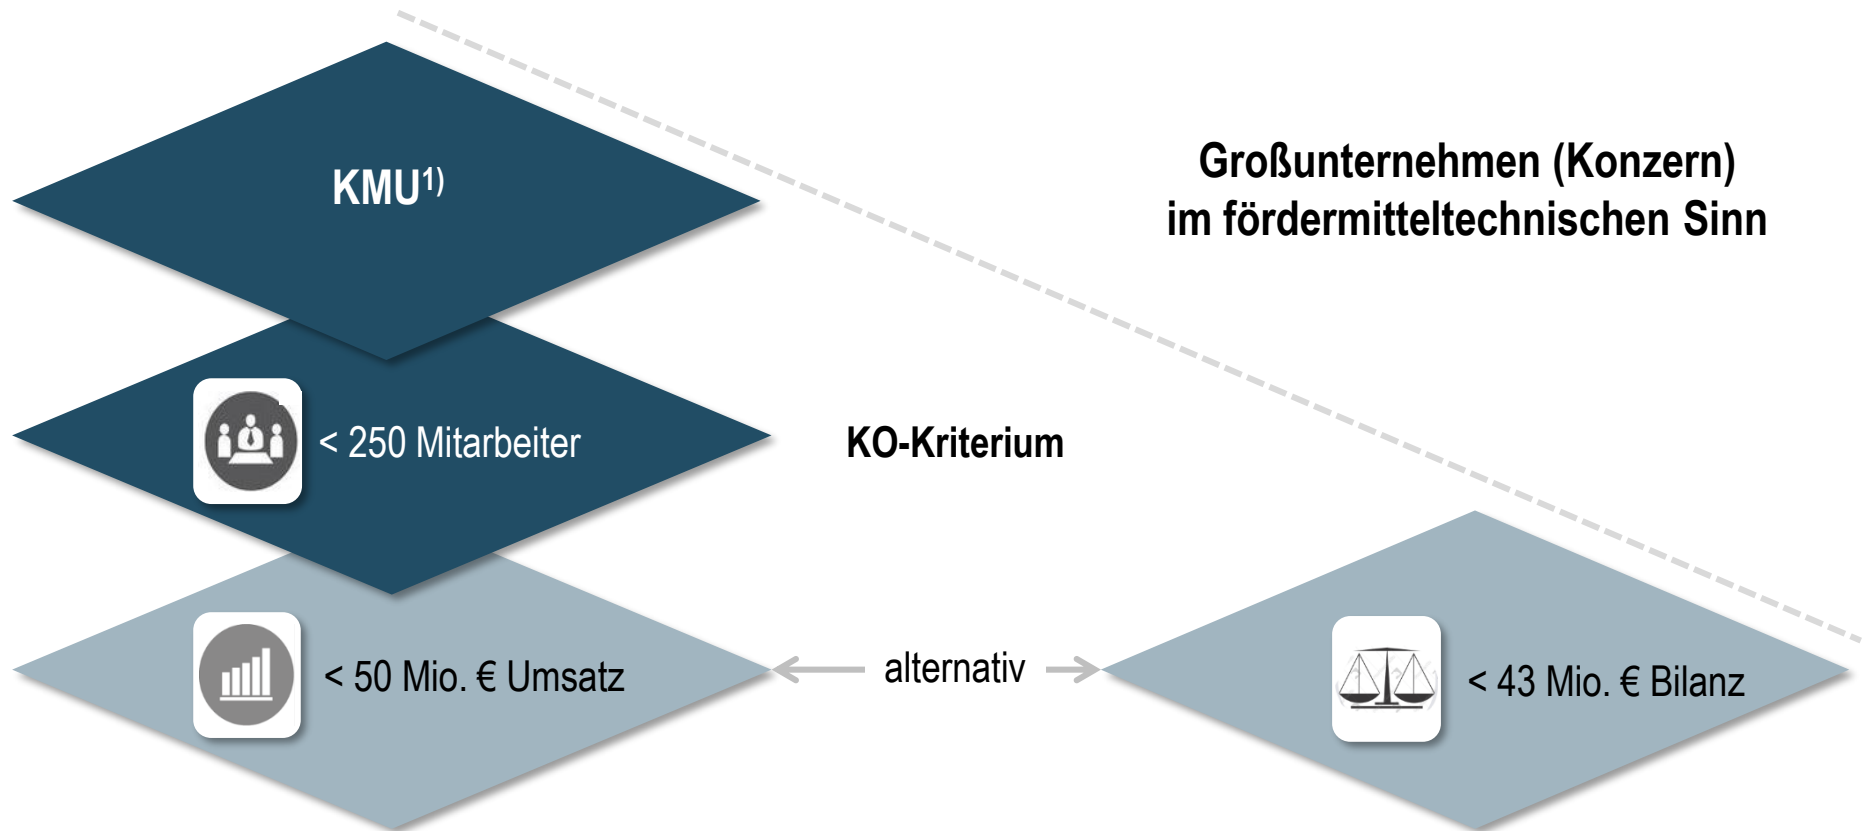 KMU¹⁾
Großunternehmen (Konzern)
im fördermitteltechnischen Sinn
< 250 Mitarbeiter
KO-Kriterium
< 50 Mio. € Umsatz
alternativ
< 43 Mio. € Bilanz